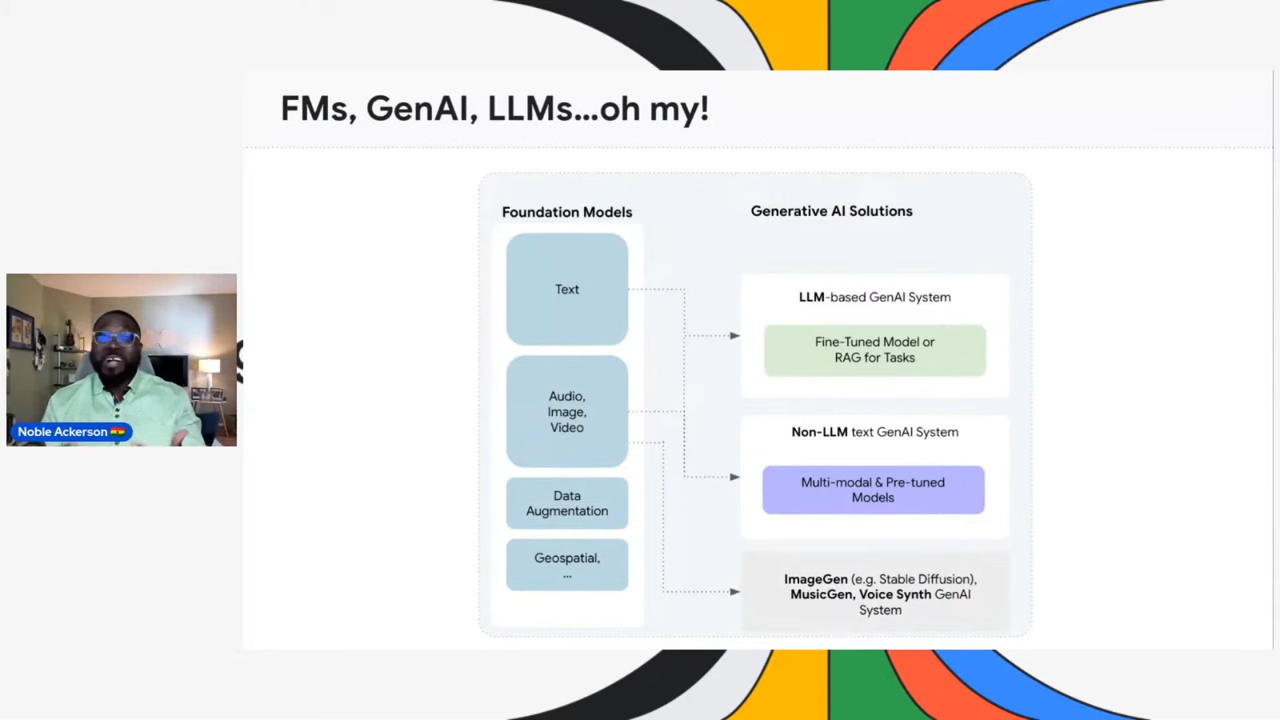 FMs, GenAI, LLMs...oh my!
Foundation Models
Generative AI Solutions
Text
Audio,
Image,
Video
Data
Augmentation
Geospatial,
...
LLM-based GenAI System
Fine-Tuned Model or
RAG for Tasks
Non-LLM text GenAI System
Multi-modal & Pre-tuned
Models
ImageGen (e.g. Stable Diffusion),
MusicGen, Voice Synth GenAI
System
Noble Ackerson 🇬🇭